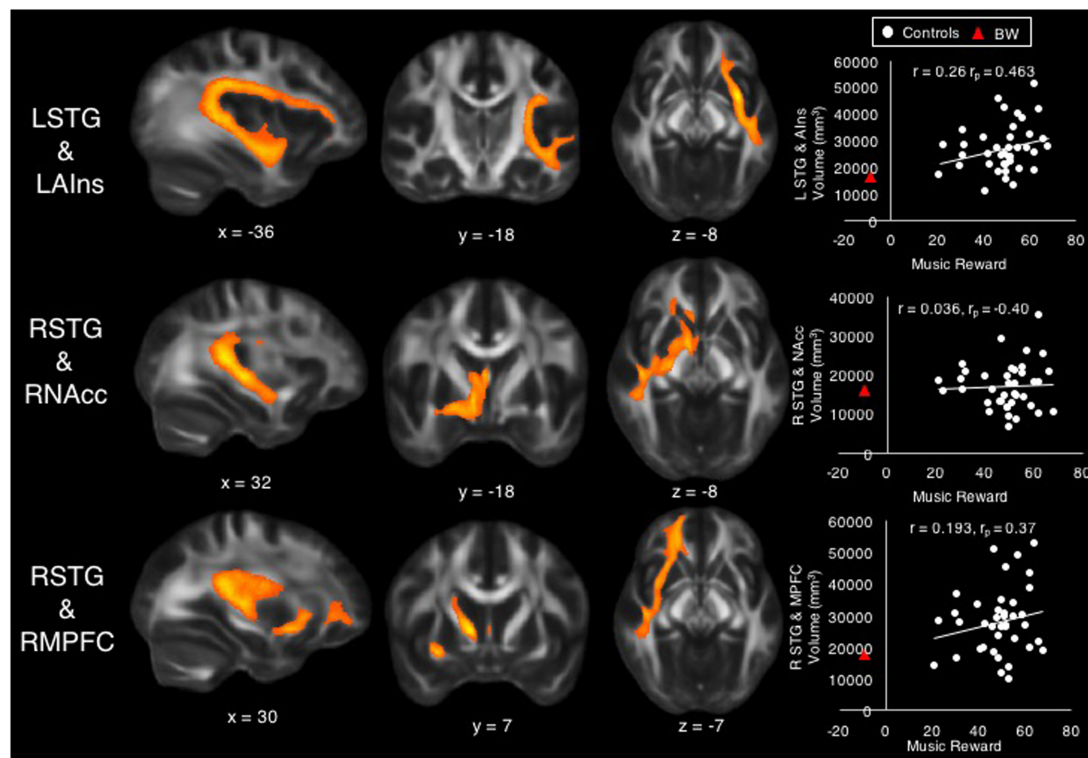 Controls BW
LSTG
&
LAIns
x = -36
y = -18
z = -8
r = 0.26 rp = 0.463
L STG & AIns
Volume (mm³)
60000
50000
40000
30000
20000
10000
0
-20 0 20 40 60 80
Music Reward
RSTG
&
RNAcc
x = 32
y = -18
z = -8
r = 0.036, rp = -0.40
R STG & NAcc
Volume (mm³)
40000
30000
20000
10000
0
-20 0 20 40 60 80
Music Reward
RSTG
&
RMPFC
x = 30
y = 7
z = -7
r = 0.193, rp = 0.37
R STG & MPFC
Volume (mm³)
60000
50000
40000
30000
20000
10000
0
-20 0 20 40 60 80
Music Reward